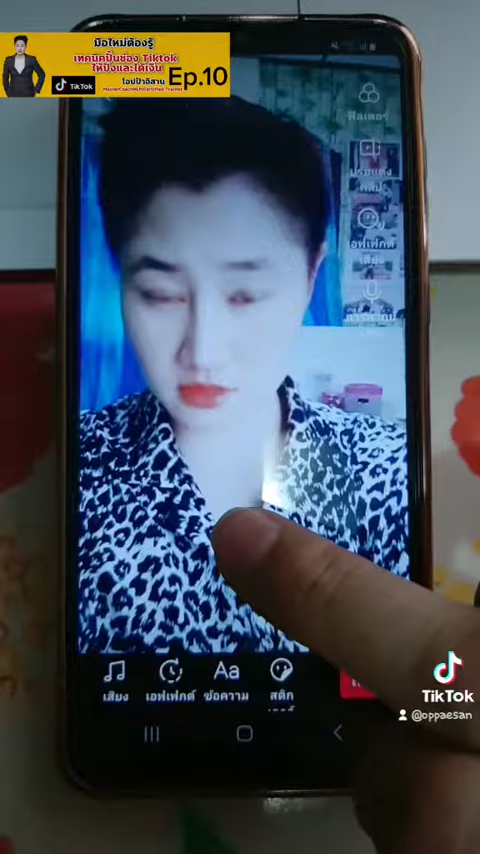 มือใหม่ต้องรู้
เทคนิคปั้นช่อง Tiktok
ให้ปังและได้เงิน
TikTok
โอปป้าอีสาน
Ep.10
ฟิลเตอร์
ปรับแต่ง
คลิป
เอฟเฟกต์
เสียง
เสียง
เอฟเฟกต์
ข้อความ
Aa
สติก
TikTok
@oppaesan